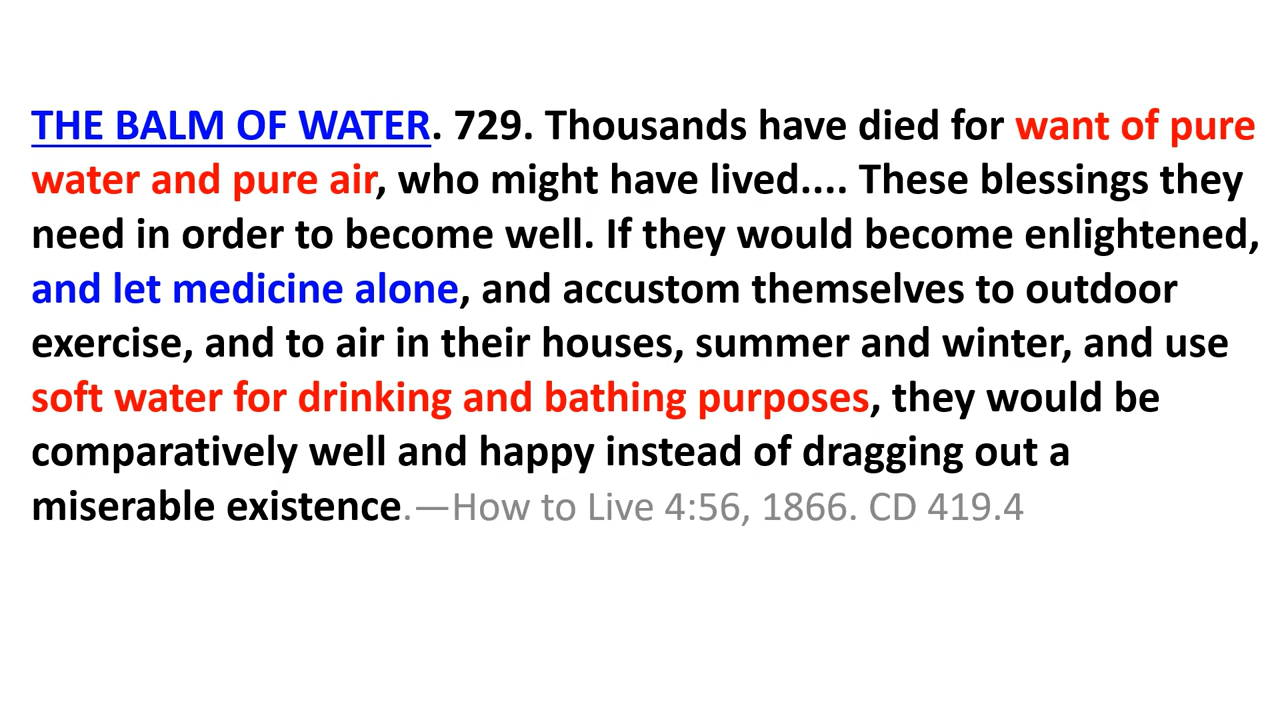 THE BALM OF WATER. 729. Thousands have died for want of pure
water and pure air, who might have lived.... These blessings they
need in order to become well. If they would become enlightened,
and let medicine alone, and accustom themselves to outdoor
exercise, and to air in their houses, summer and winter, and use
soft water for drinking and bathing purposes, they would be
comparatively well and happy instead of dragging out a
miserable existence.—How to Live 4:56, 1866. CD 419.4